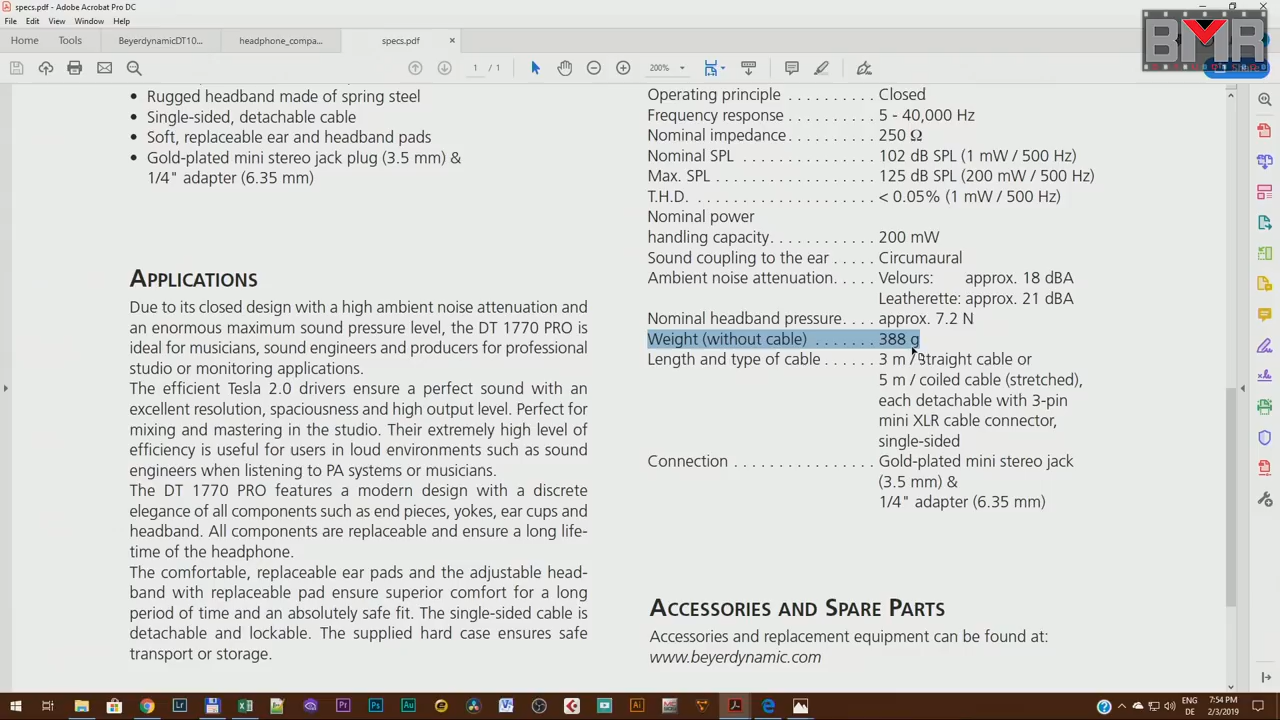 specs.pdf - Adobe Acrobat Pro DC
File Edit View Window Help
Home Tools BeyerdynamicDT10... headphone_compa... specs.pdf ×
BMR
1 / 1 200% Share
• Rugged headband made of spring steel
• Single-sided, detachable cable
• Soft, replaceable ear and headband pads
• Gold-plated mini stereo jack plug (3.5 mm) &
1/4" adapter (6.35 mm)
APPLICATIONS
Due to its closed design with a high ambient noise attenuation and
an enormous maximum sound pressure level, the DT 1770 PRO is
ideal for musicians, sound engineers and producers for professional
studio or monitoring applications.
The efficient Tesla 2.0 drivers ensure a perfect sound with an
excellent resolution, spaciousness and high output level. Perfect for
mixing and mastering in the studio. Their extremely high level of
efficiency is useful for users in loud environments such as sound
engineers when listening to PA systems or musicians.
The DT 1770 PRO features a modern design with a discrete
elegance of all components such as end pieces, yokes, ear cups and
headband. All components are replaceable and ensure a long life-
time of the headphone.
The comfortable, replaceable ear pads and the adjustable head-
band with replaceable pad ensure superior comfort for a long
period of time and an absolutely safe fit. The single-sided cable is
detachable and lockable. The supplied hard case ensures safe
transport or storage.
Operating principle . . . . . . . . . . Closed
Frequency response . . . . . . . . . . 5 - 40,000 Hz
Nominal impedance. . . . . . . . . . 250 Ω
Nominal SPL . . . . . . . . . . . . . . . 102 dB SPL (1 mW / 500 Hz)
Max. SPL . . . . . . . . . . . . . . . . . . 125 dB SPL (200 mW / 500 Hz)
T.H.D. . . . . . . . . . . . . . . . . . . . . < 0.05% (1 mW / 500 Hz)
Nominal power
handling capacity. . . . . . . . . . . . 200 mW
Sound coupling to the ear . . . . . Circumaural
Ambient noise attenuation. . . . . Velours: approx. 18 dBA
Leatherette: approx. 21 dBA
Nominal headband pressure. . . . approx. 7.2 N
Weight (without cable) . . . . . . . 388 g
Length and type of cable . . . . . . 3 m / straight cable or
5 m / coiled cable (stretched),
each detachable with 3-pin
mini XLR cable connector,
single-sided
Connection . . . . . . . . . . . . . . . . Gold-plated mini stereo jack
(3.5 mm) &
1/4" adapter (6.35 mm)
ACCESSORIES AND SPARE PARTS
Accessories and replacement equipment can be found at:
www.beyerdynamic.com
ENG 7:54 PM
DE 2/3/2019